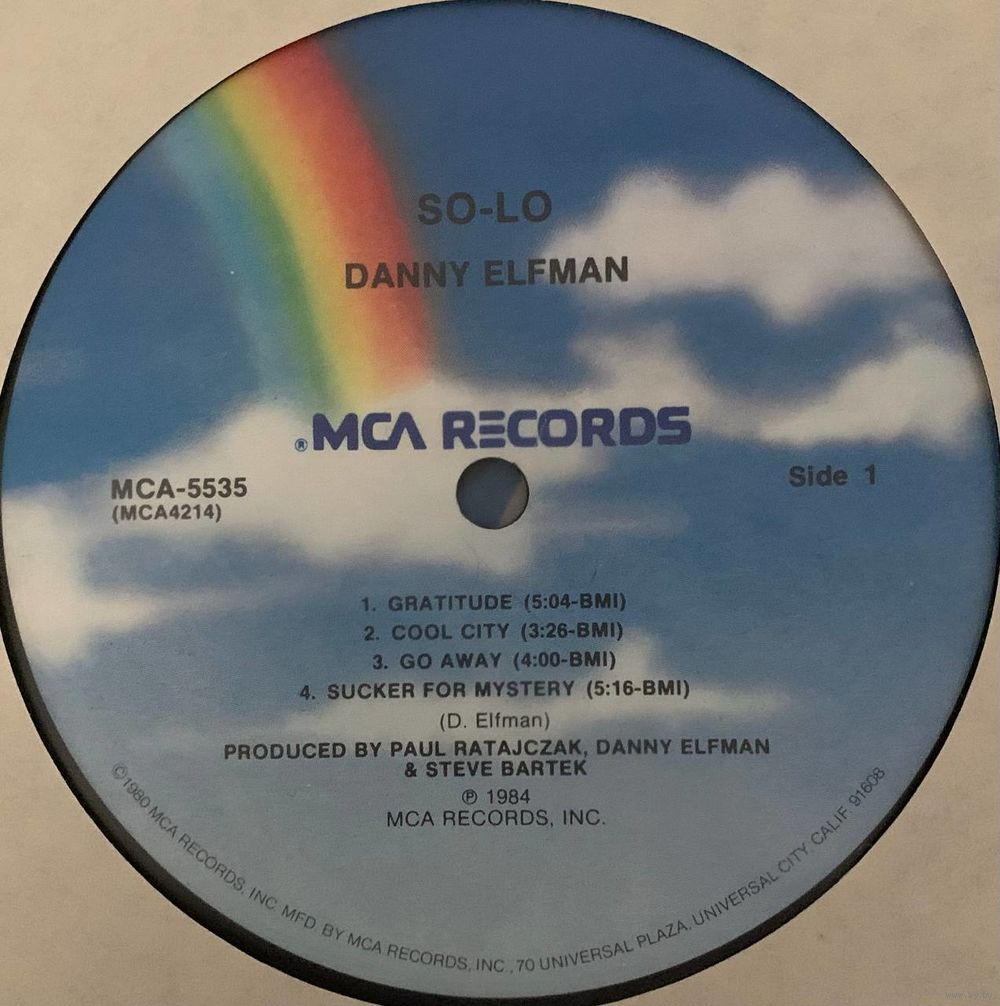 SO-LO
DANNY ELFMAN
®MCA RECORDS
MCA-5535
(MCA4214)
Side 1
1. GRATITUDE (5:04-BMI)
2. COOL CITY (3:26-BMI)
3. GO AWAY (4:00-BMI)
4. SUCKER FOR MYSTERY (5:16-BMI)
(D. Elfman)
PRODUCED BY PAUL RATAJCZAK, DANNY ELFMAN
& STEVE BARTEK
℗ 1984
MCA RECORDS, INC.
©1980 MCA RECORDS, INC. MFD. BY MCA RECORDS, INC., 70 UNIVERSAL PLAZA, UNIVERSAL CITY, CALIF. 91608